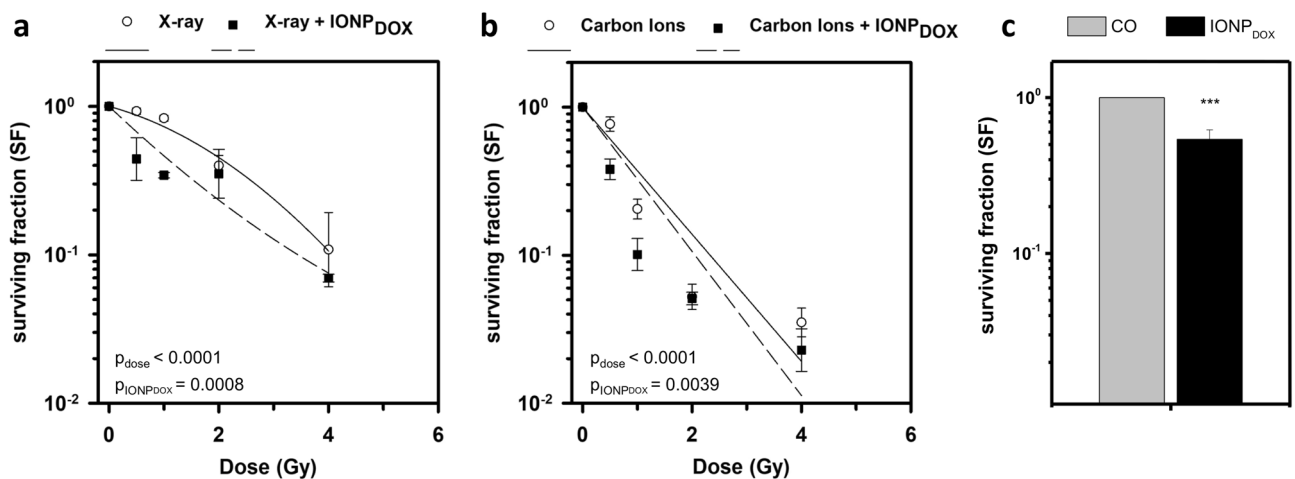 a
X-ray X-ray + IONPDOX
surviving fraction (SF)
10⁰
10⁻¹
10⁻²
pdose < 0.0001
pIONPDOX = 0.0008
0 2 4 6
Dose (Gy)
b
Carbon Ions Carbon Ions + IONPDOX
surviving fraction (SF)
10⁰
10⁻¹
10⁻²
pdose < 0.0001
pIONPDOX = 0.0039
0 2 4 6
Dose (Gy)
c
CO IONPDOX
surviving fraction (SF)
10⁰
10⁻¹
***